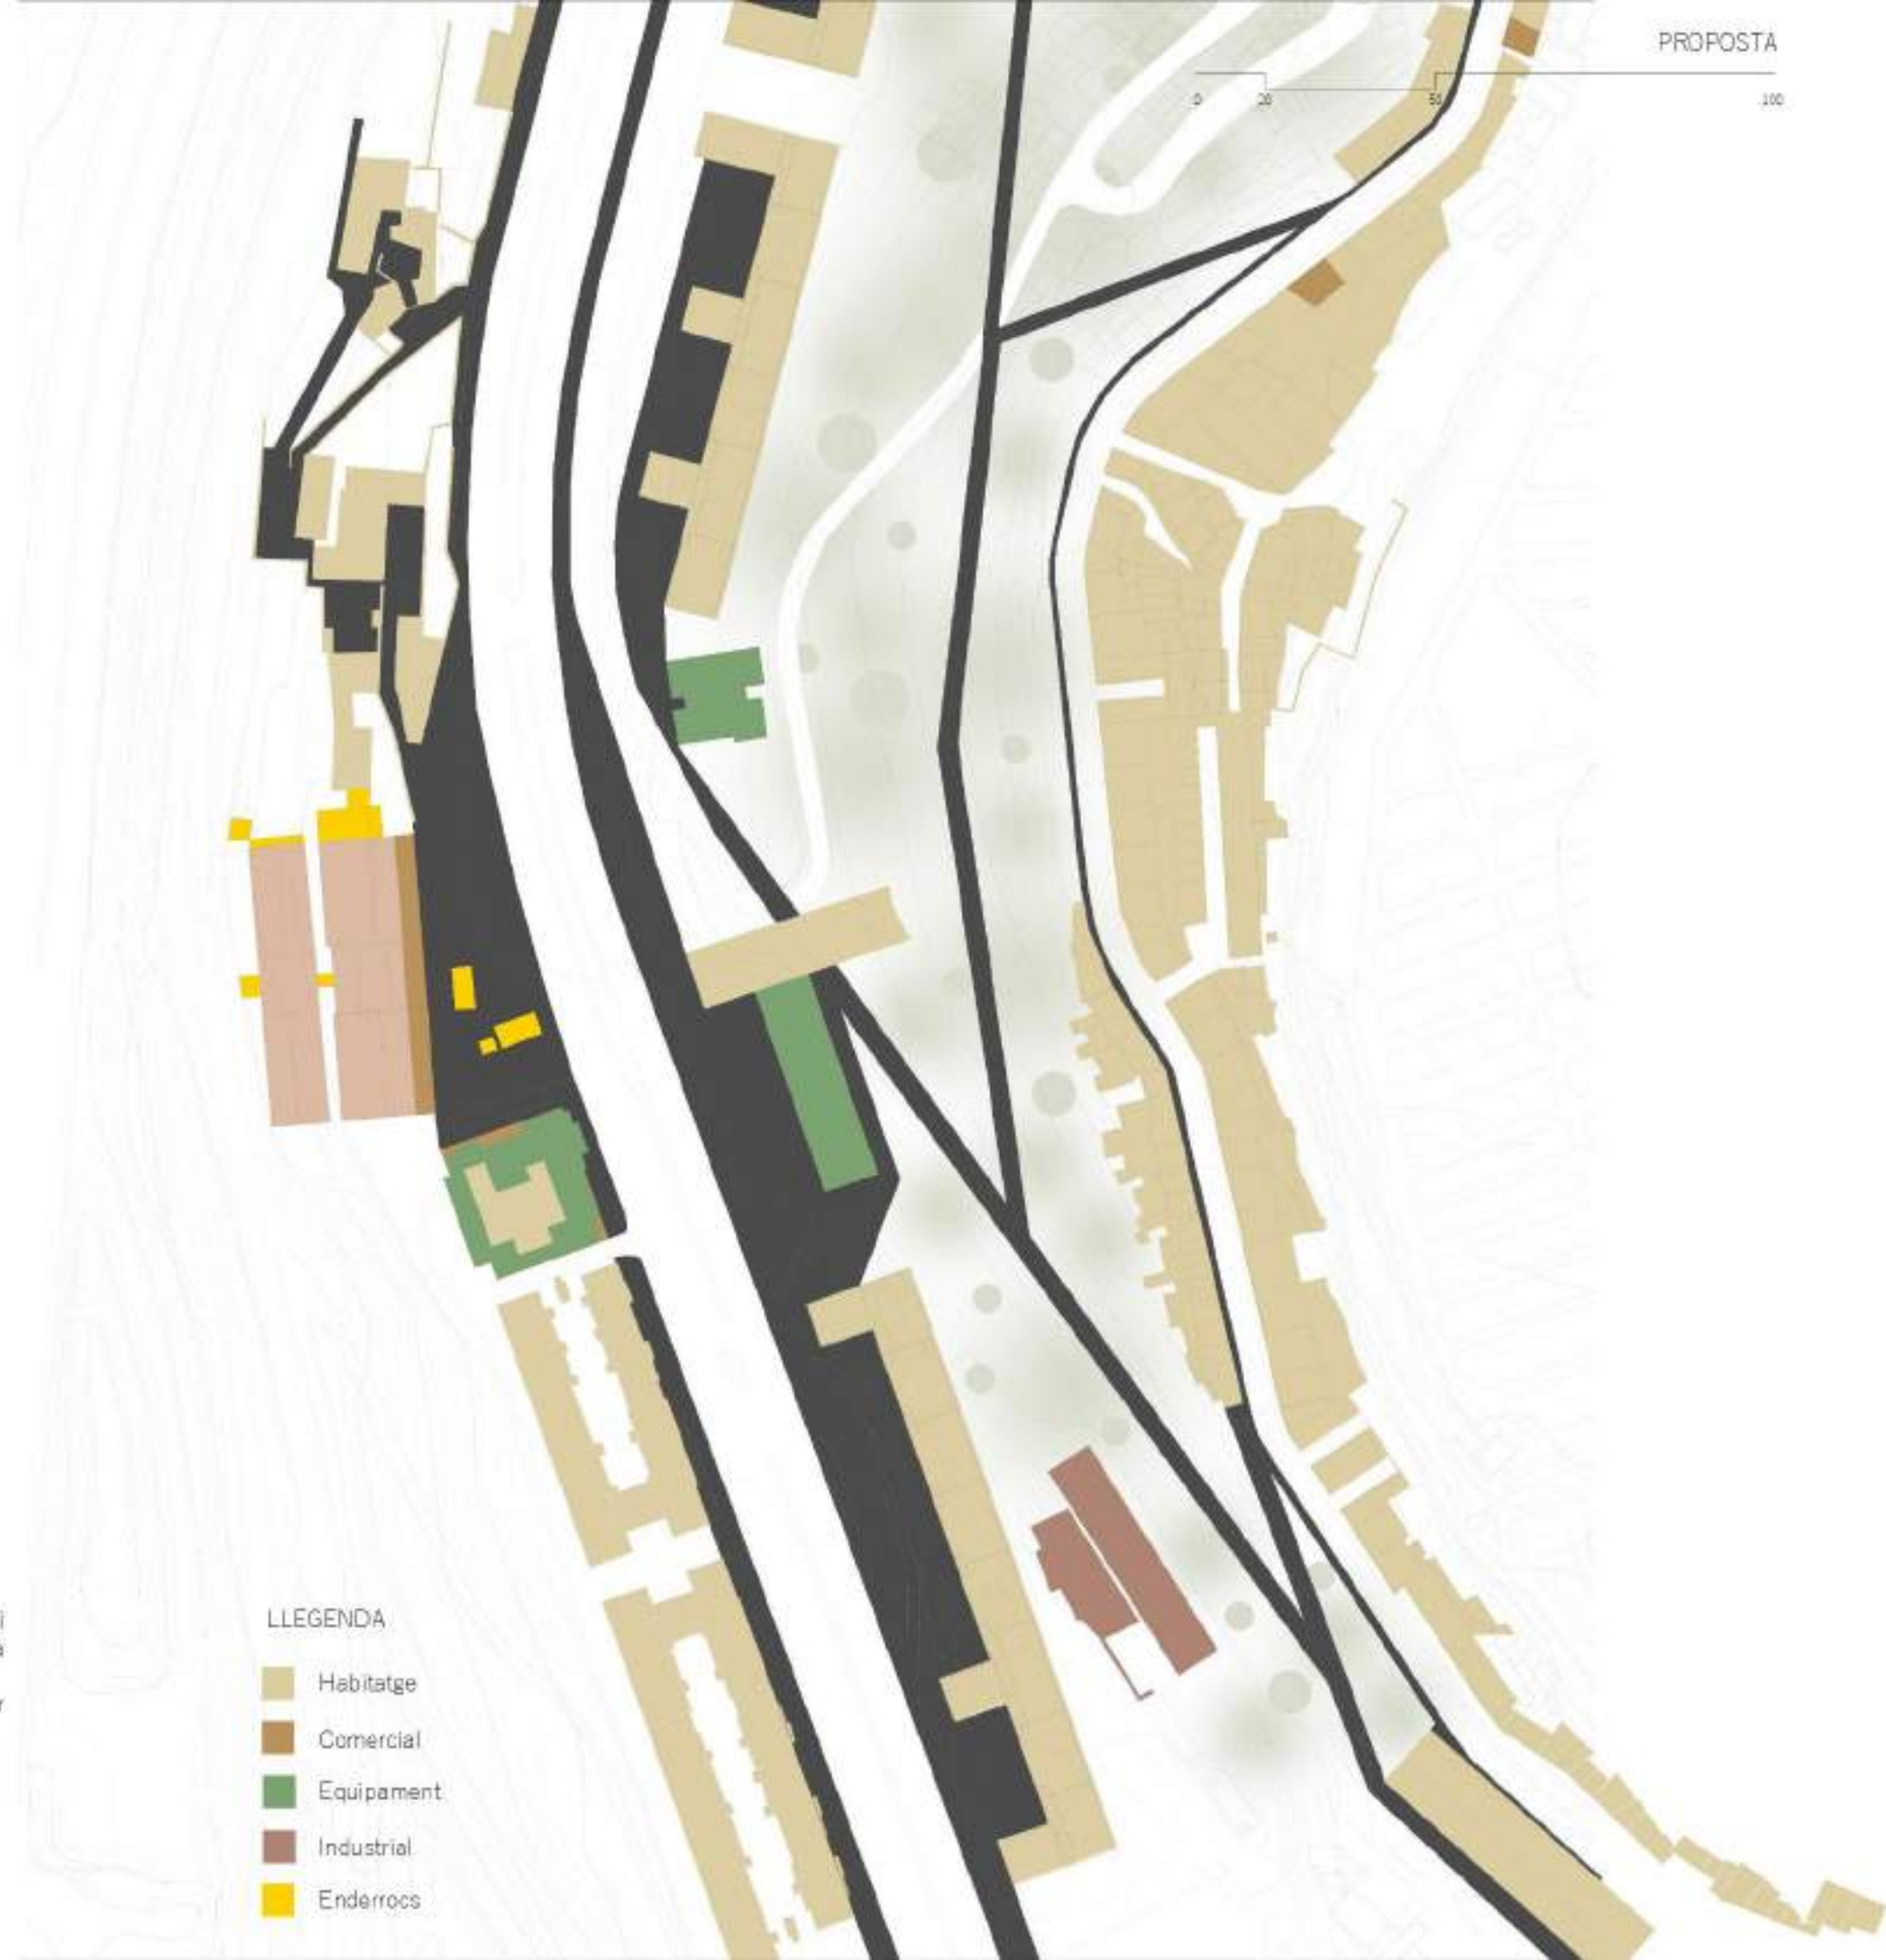 PROPOSTA
0 20 50 100
LLEGENDA
Habitatge
Comercial
Equipament
Industrial
Enderrocs